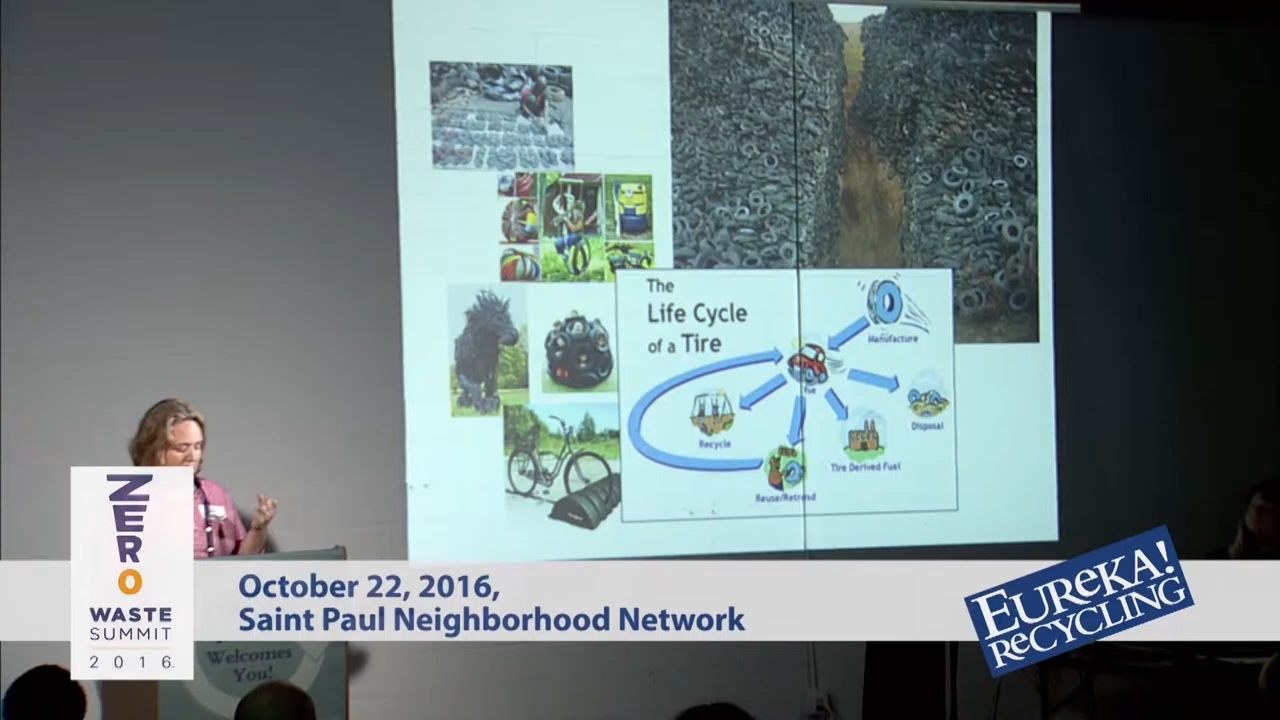 The
Life Cycle
of a Tire
Manufacture
Disposal
Recycle
Tire Derived Fuel
Reuse/Retread
ZERO
WASTE
SUMMIT
2016
October 22, 2016,
Saint Paul Neighborhood Network
EUREKA!
RECYCLING
Welcomes
You!